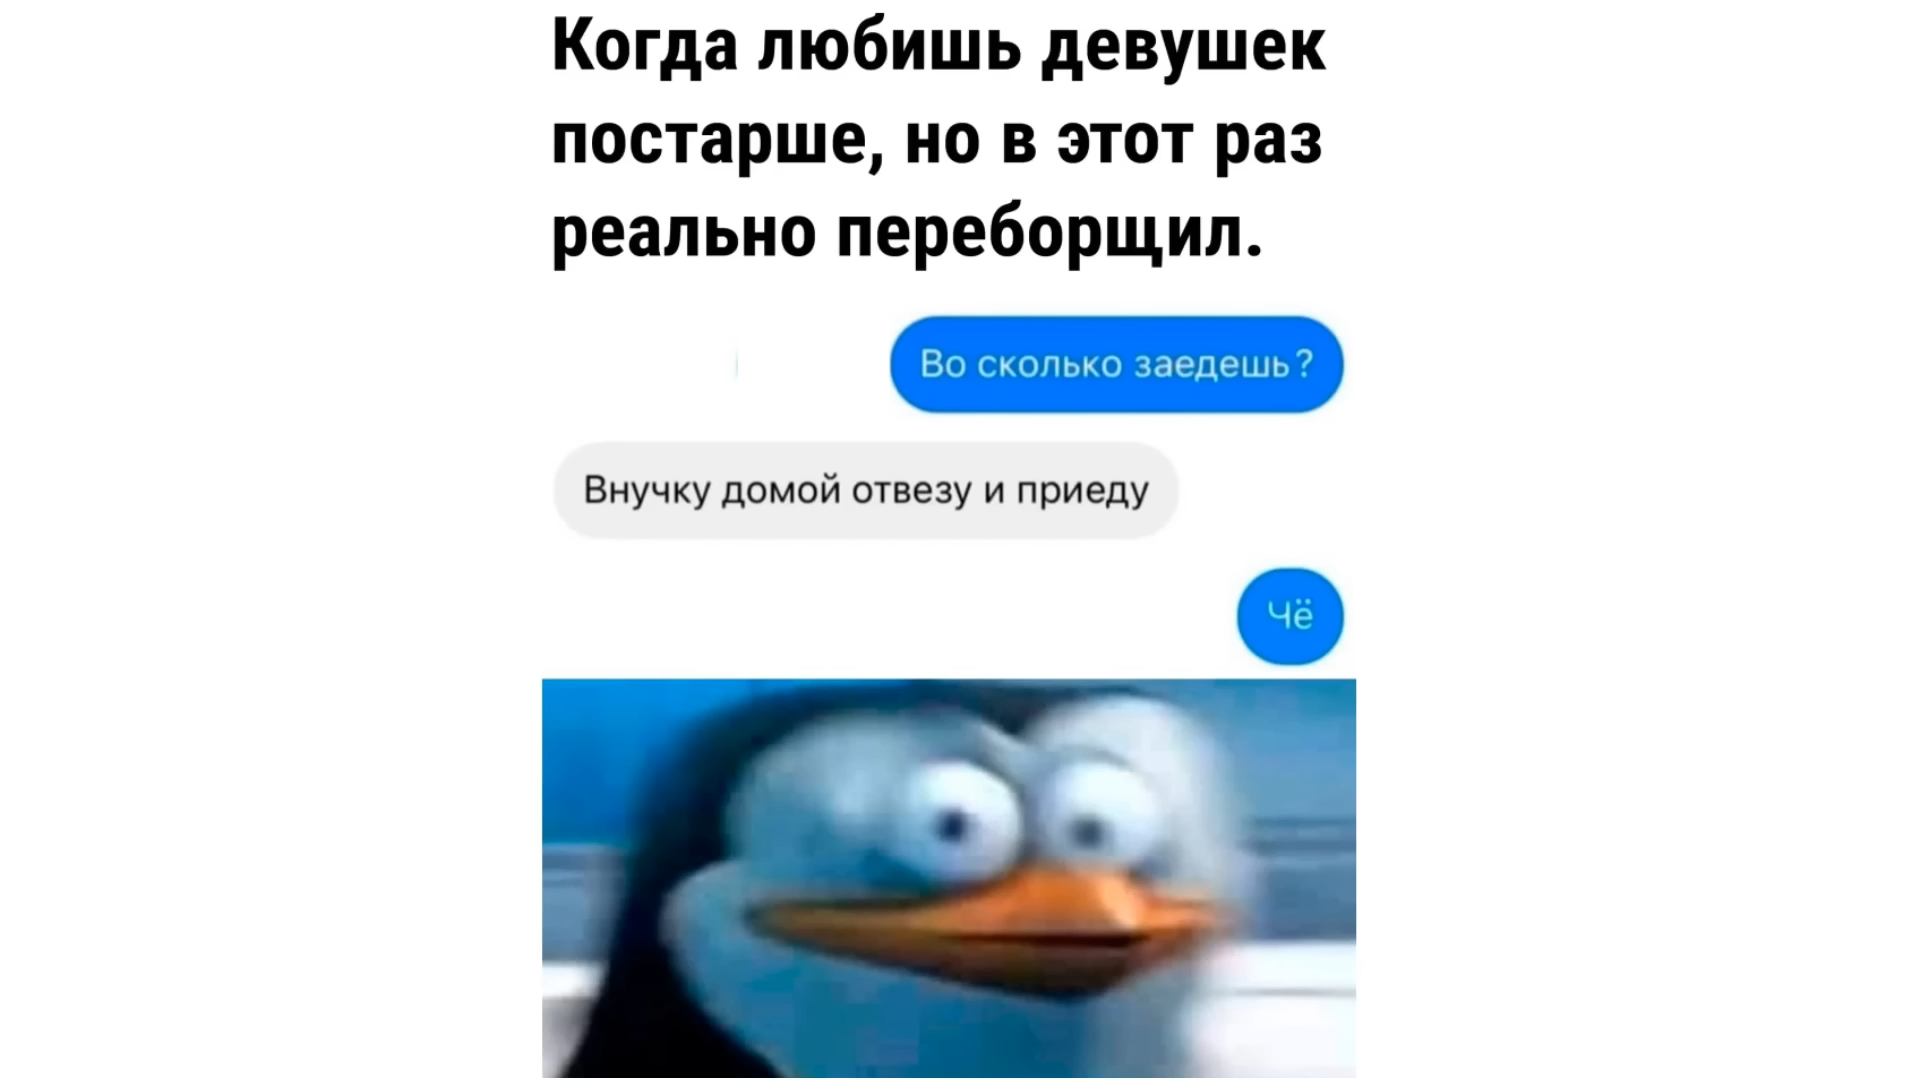 Когда любишь девушек
постарше, но в этот раз
реально переборщил.
Во сколько заедешь?
Внучку домой отвезу и приеду
Чё